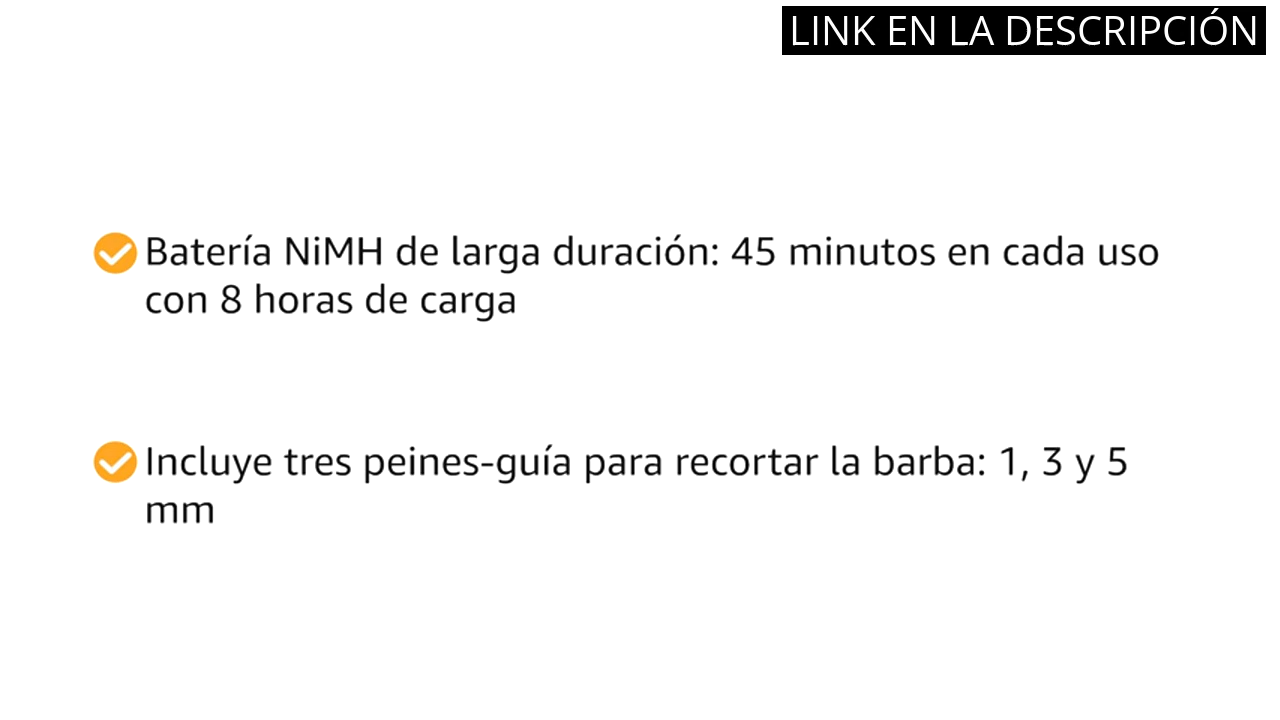 LINK EN LA DESCRIPCIÓN
Batería NiMH de larga duración: 45 minutos en cada uso
con 8 horas de carga
Incluye tres peines-guía para recortar la barba: 1, 3 y 5
mm